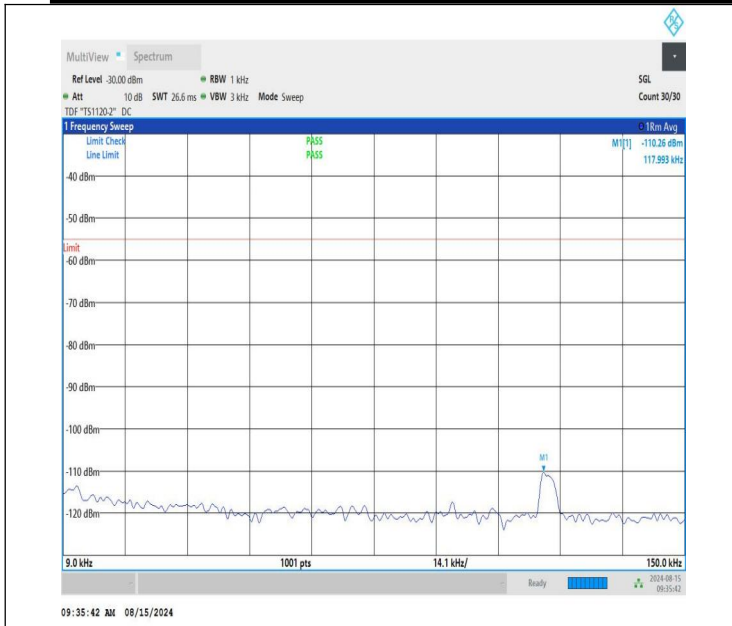 R S
MultiView Spectrum
Ref Level -30.00 dBm RBW 1 kHz SGL
Att 10 dB SWT 26.6 ms VBW 3 kHz Mode Sweep Count 30/30
TDF "TS1120-2" DC
1 Frequency Sweep 1Rm Avg
Limit Check PASS M1[1] -110.26 dBm
Line Limit PASS 117.993 kHz
-40 dBm
-50 dBm
Limit
-60 dBm
-70 dBm
-80 dBm
-90 dBm
-100 dBm
M1
-110 dBm
-120 dBm
9.0 kHz 1001 pts 14.1 kHz/ 150.0 kHz
Ready 2024-08-15
09:35:42
09:35:42 AM 08/15/2024